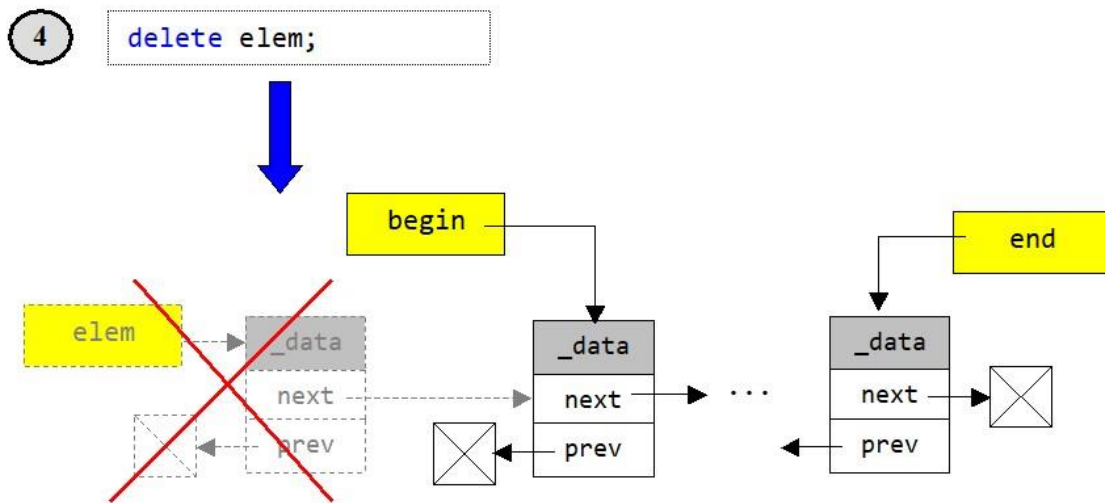 4
delete elem;
begin
end
elem
_data
next
prev
_data
next
prev
...
_data
next
prev